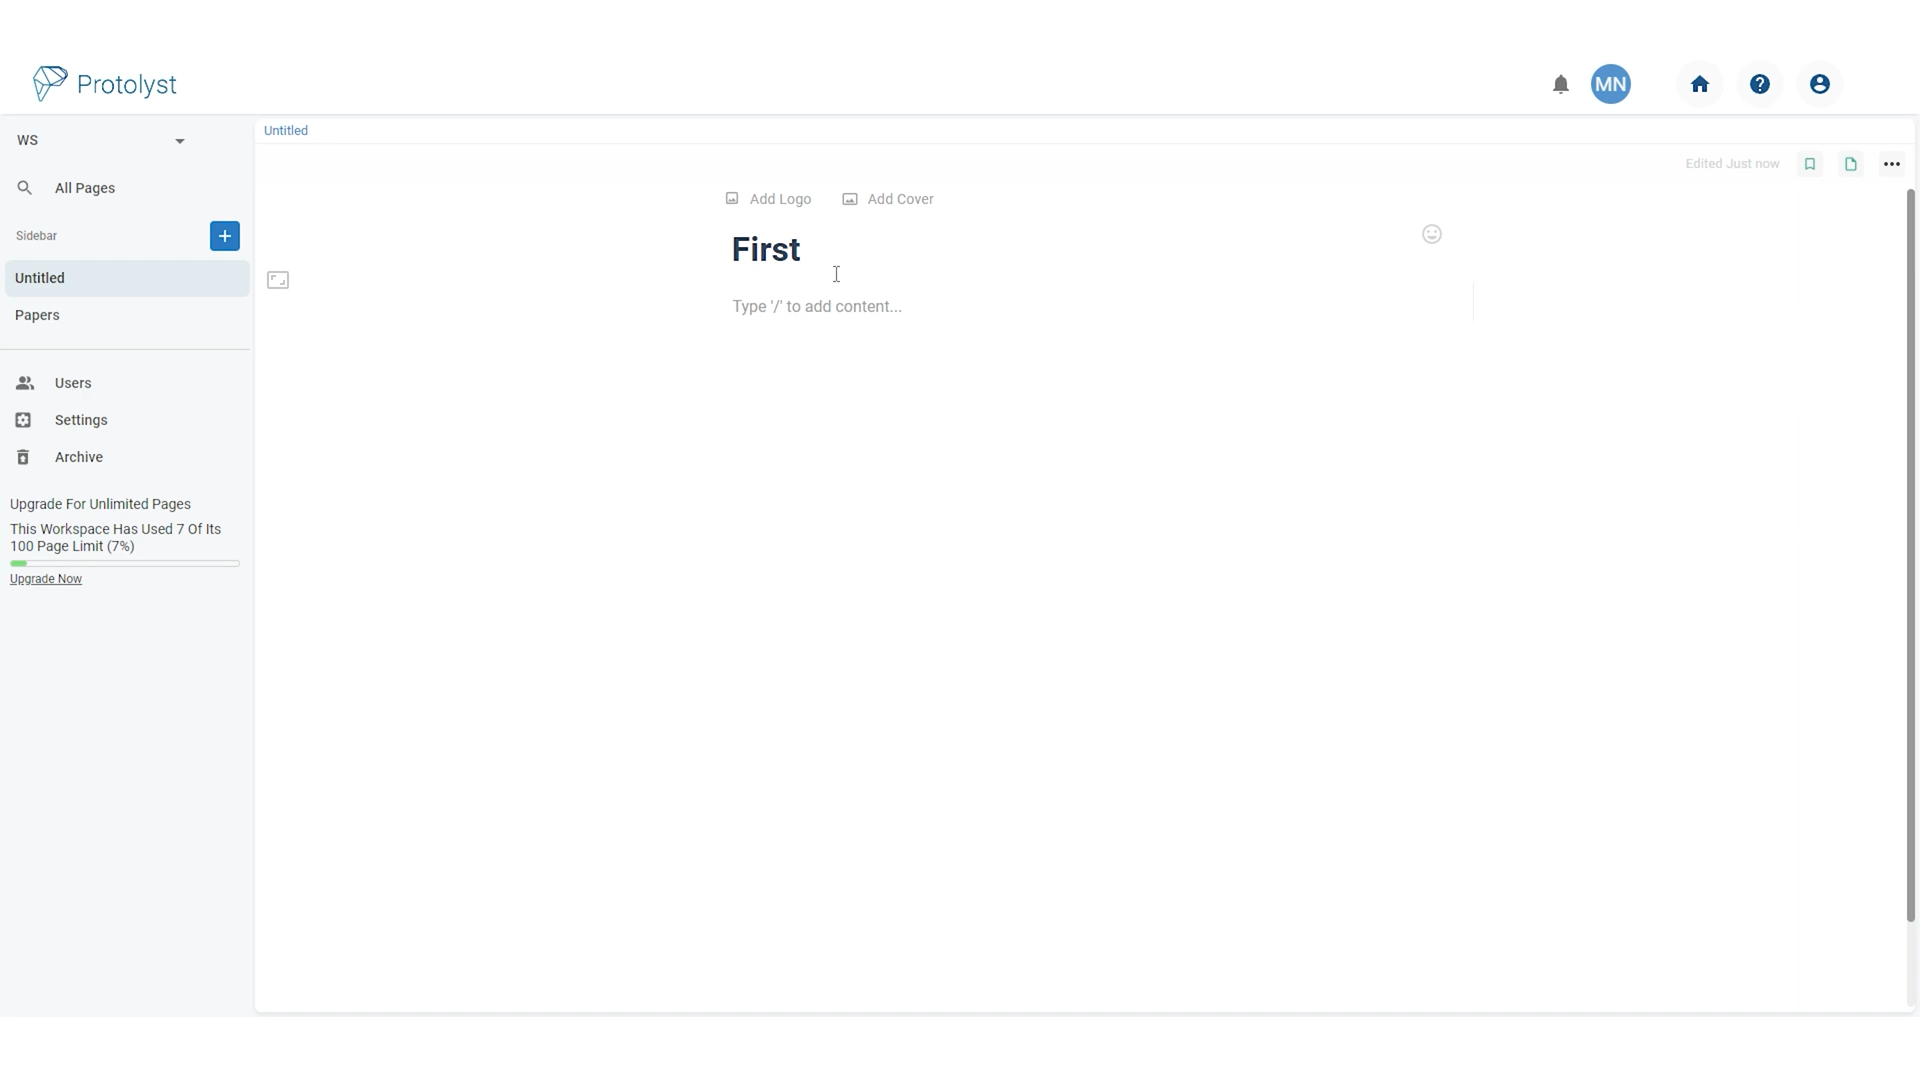 Protolyst
MN
WS
All Pages
Sidebar
Untitled
Papers
Users
Settings
Archive
Upgrade For Unlimited Pages
This Workspace Has Used 7 Of Its
100 Page Limit (7%)
Upgrade Now
Untitled
Edited Just now
Add Logo
Add Cover
First
Type '/' to add content...